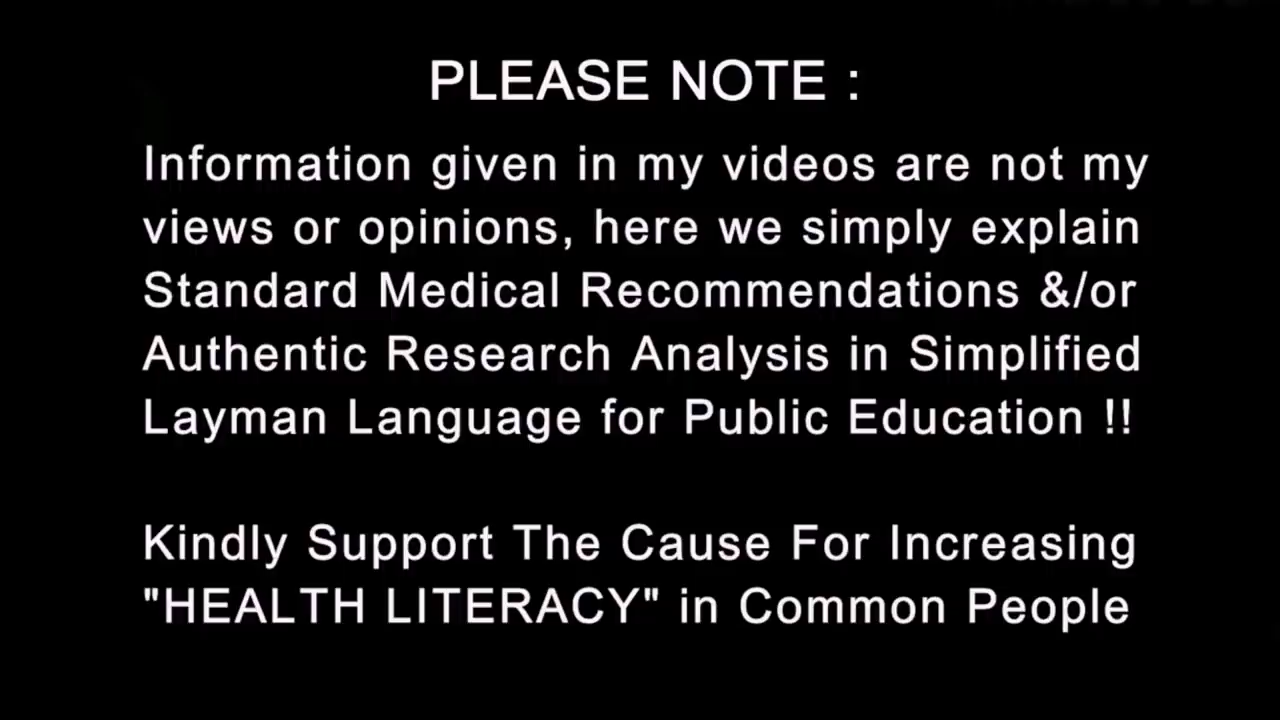 PLEASE NOTE :
Information given in my videos are not my
views or opinions, here we simply explain
Standard Medical Recommendations &/or
Authentic Research Analysis in Simplified
Layman Language for Public Education !!
Kindly Support The Cause For Increasing
"HEALTH LITERACY" in Common People